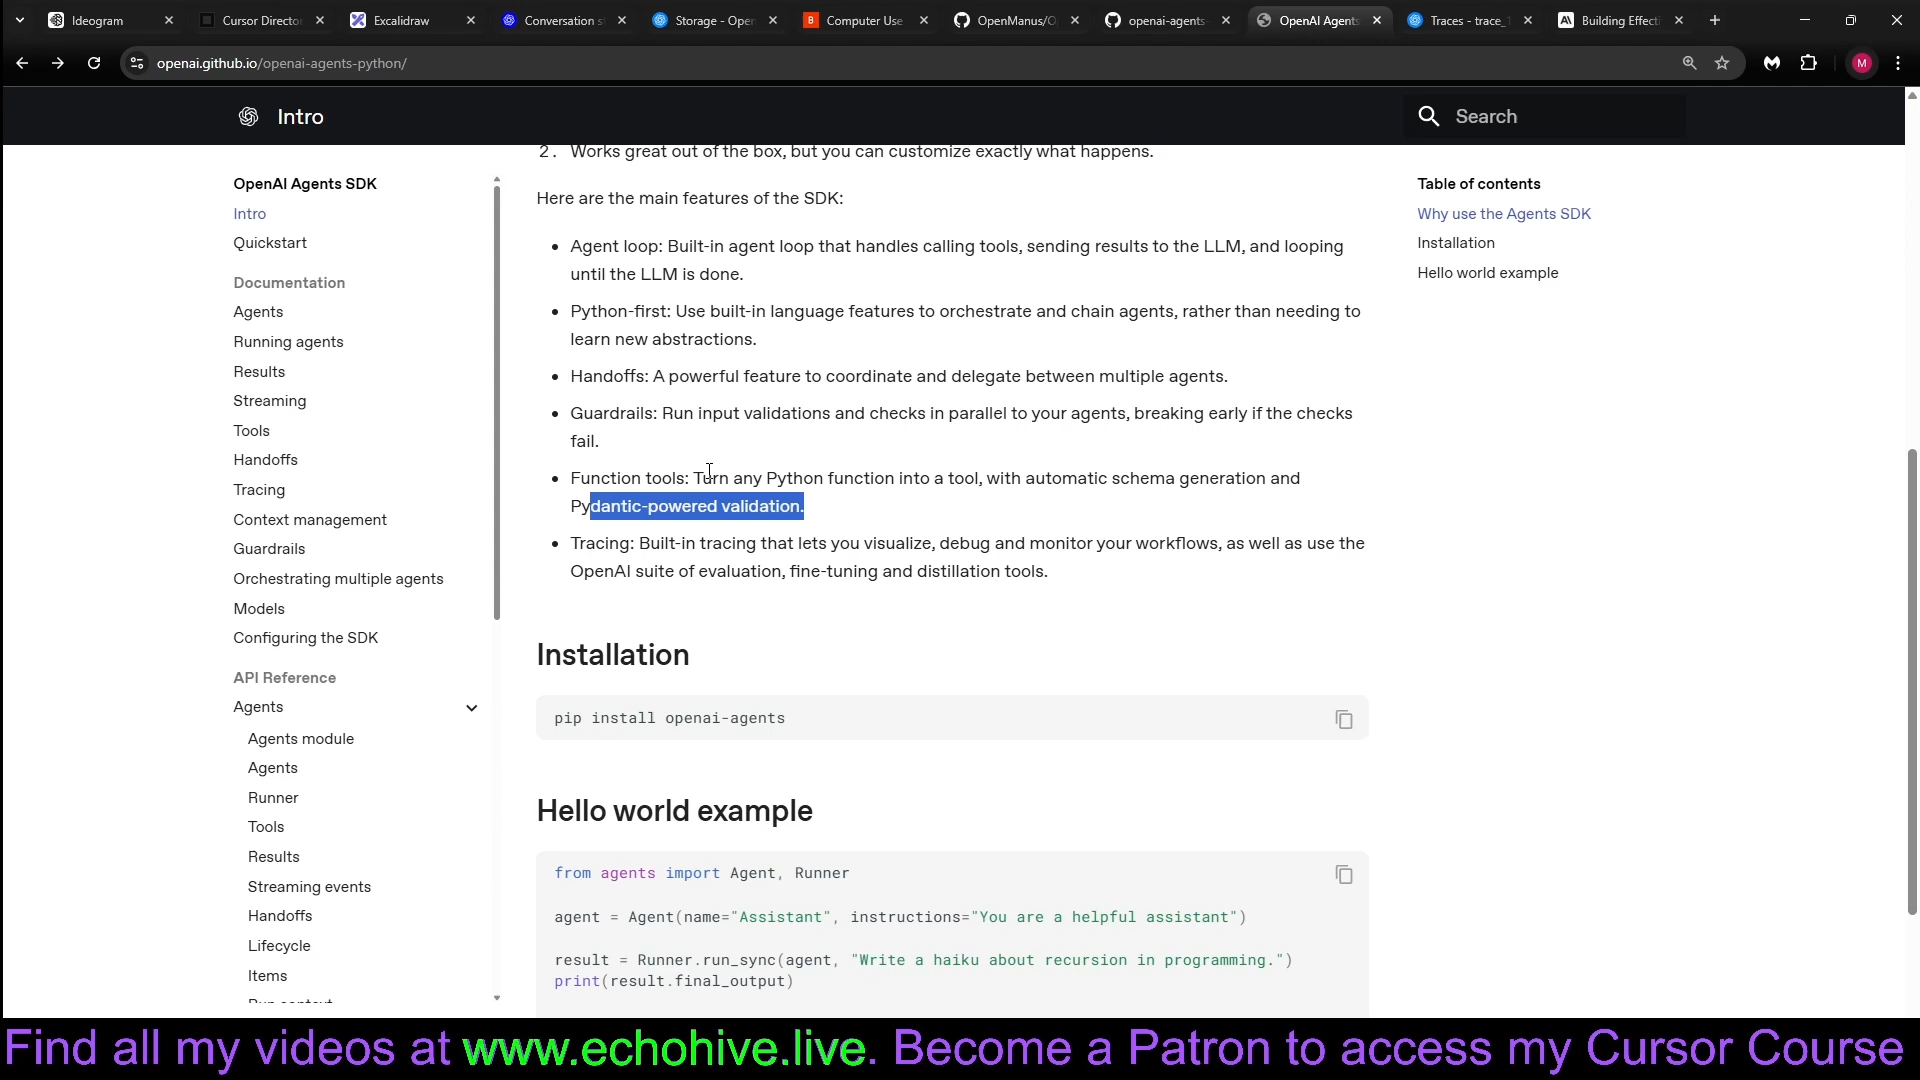 Ideogram
Cursor Directo
Excalidraw
Conversation s
Storage - Open
Computer Use
OpenManus/O
openai-agents-
OpenAI Agents
Traces - trace_
Building Effecti
openai.github.io/openai-agents-python/
M
Intro
Search
2. Works great out of the box, but you can customize exactly what happens.
OpenAI Agents SDK
Intro
Quickstart
Documentation
Agents
Running agents
Results
Streaming
Tools
Handoffs
Tracing
Context management
Guardrails
Orchestrating multiple agents
Models
Configuring the SDK
API Reference
Agents
Agents module
Agents
Runner
Tools
Results
Streaming events
Handoffs
Lifecycle
Items
Run context
Here are the main features of the SDK:
• Agent loop: Built-in agent loop that handles calling tools, sending results to the LLM, and looping
until the LLM is done.
• Python-first: Use built-in language features to orchestrate and chain agents, rather than needing to
learn new abstractions.
• Handoffs: A powerful feature to coordinate and delegate between multiple agents.
• Guardrails: Run input validations and checks in parallel to your agents, breaking early if the checks
fail.
• Function tools: Turn any Python function into a tool, with automatic schema generation and
Pydantic-powered validation.
• Tracing: Built-in tracing that lets you visualize, debug and monitor your workflows, as well as use the
OpenAI suite of evaluation, fine-tuning and distillation tools.
Installation
pip install openai-agents
Hello world example
from agents import Agent, Runner
agent = Agent(name="Assistant", instructions="You are a helpful assistant")
result = Runner.run_sync(agent, "Write a haiku about recursion in programming.")
print(result.final_output)
Table of contents
Why use the Agents SDK
Installation
Hello world example
Find all my videos at www.echohive.live. Become a Patron to access my Cursor Course